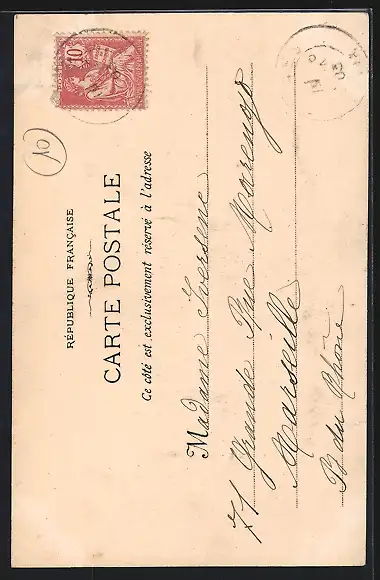 10
RÉPUBLIQUE FRANÇAISE
CARTE POSTALE
Ce côté est exclusivement réservé à l'adresse
Madame Iversenc
71 Grande Rue Marengo
Marseille
B du Rhône
10